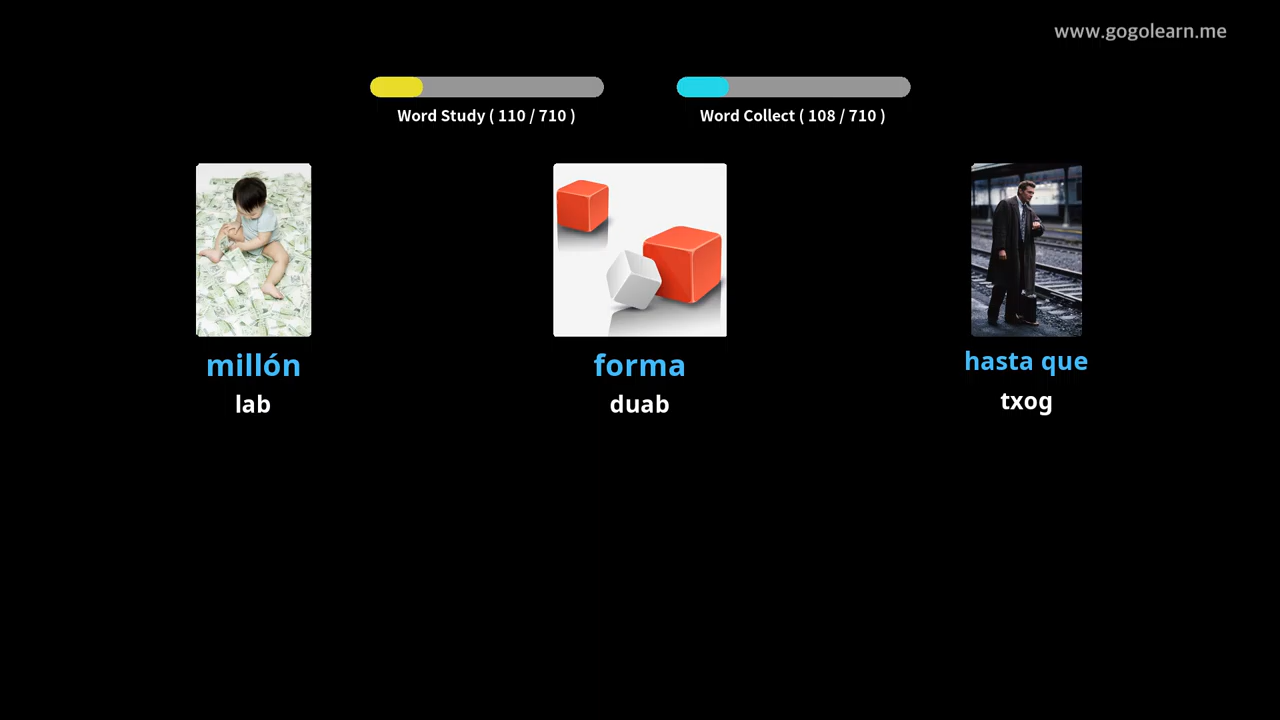 www.gogolearn.me
Word Study ( 110 / 710 )
Word Collect ( 108 / 710 )
millón
lab
forma
duab
hasta que
txog